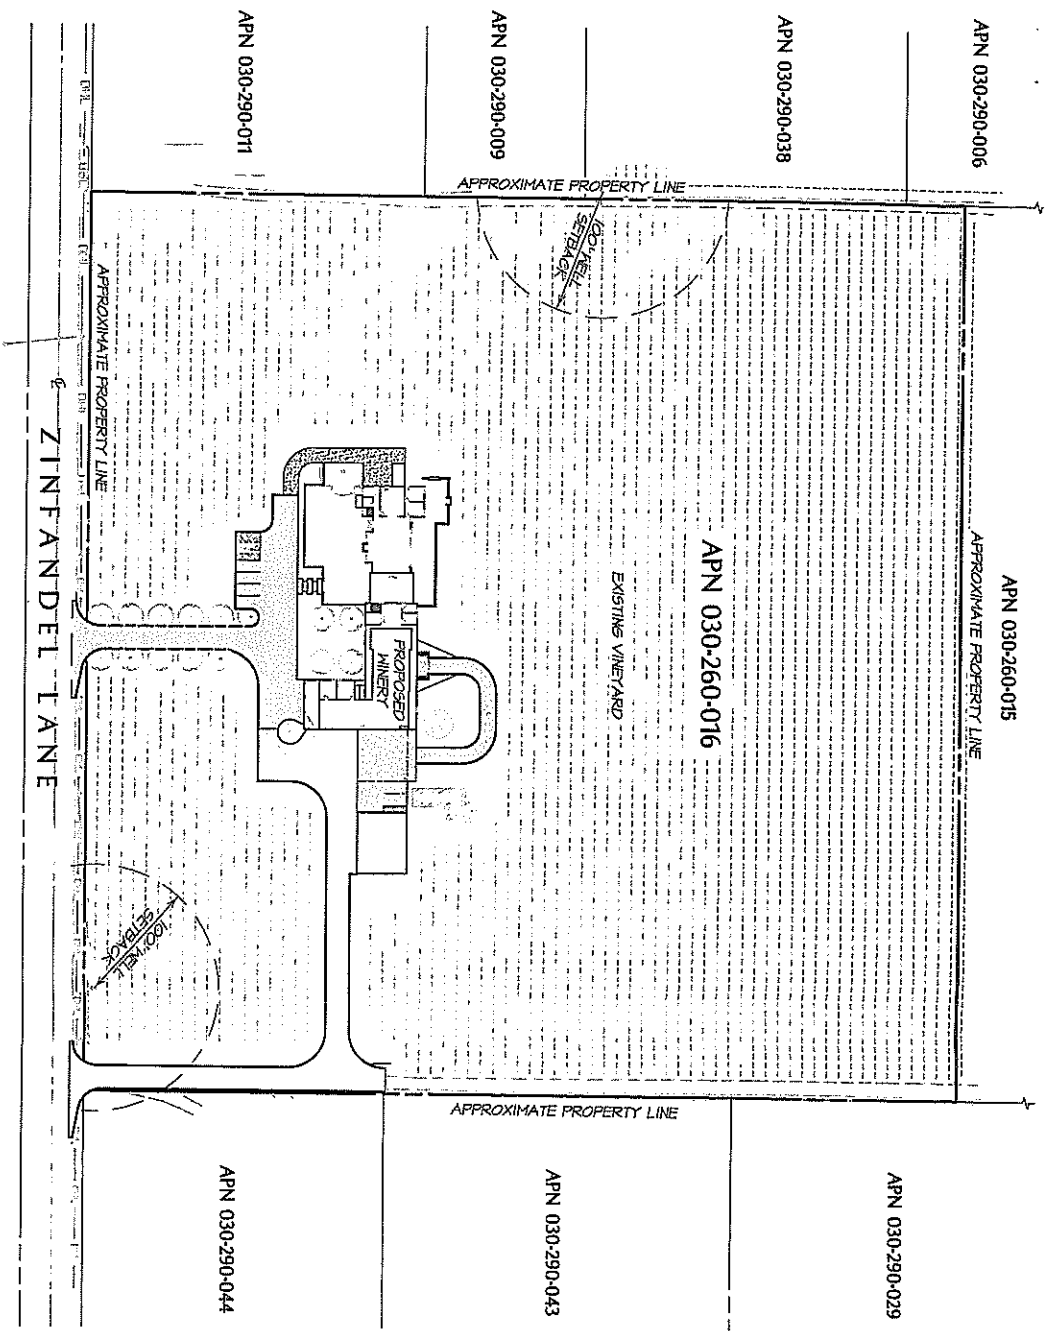 APN 030-290-006
APN 030-290-038
APN 030-290-009
APN 030-290-011
APPROXIMATE PROPERTY LINE
100' WELL
SETBACK
APN 030-260-015
APPROXIMATE PROPERTY LINE
APN 030-260-016
EXISTING VINEYARD
PROPOSED
WINERY
APPROXIMATE PROPERTY LINE
ZINFANDEL LANE
100' WELL
SETBACK
APPROXIMATE PROPERTY LINE
APN 030-290-029
APN 030-290-043
APN 030-290-044